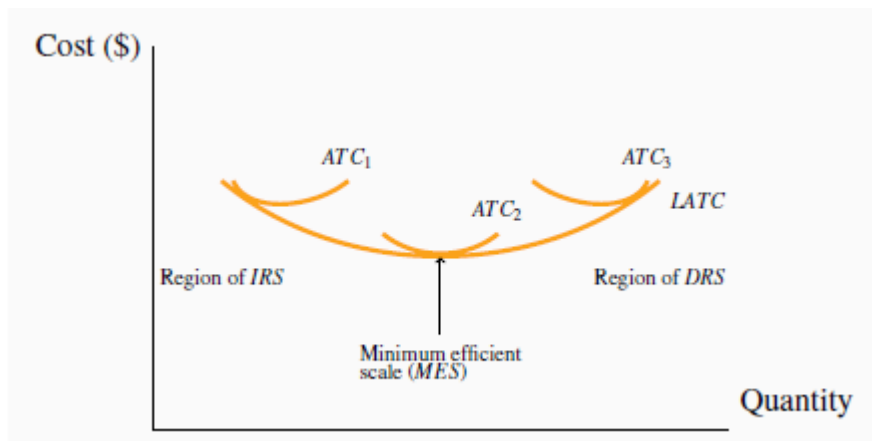 Cost ($)
ATC1
ATC3
ATC2
LATC
Region of IRS
Region of DRS
Minimum efficient
scale (MES)
Quantity